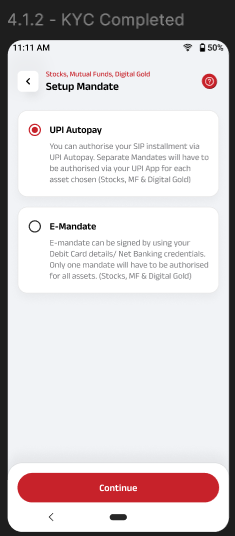 4.1.2 - KYC Completed
11:11 AM
50%
Stocks, Mutual Funds, Digital Gold
Setup Mandate
UPI Autopay
You can authorise your SIP installment via
UPI Autopay. Separate Mandates will have to
be authorised via your UPI App for each
asset chosen (Stocks, MF & Digital Gold)
E-Mandate
E-mandate can be signed by using your
Debit Card details/ Net Banking credentials.
Only one mandate will have to be authorised
for all assets. (Stocks, MF & Digital Gold)
Continue